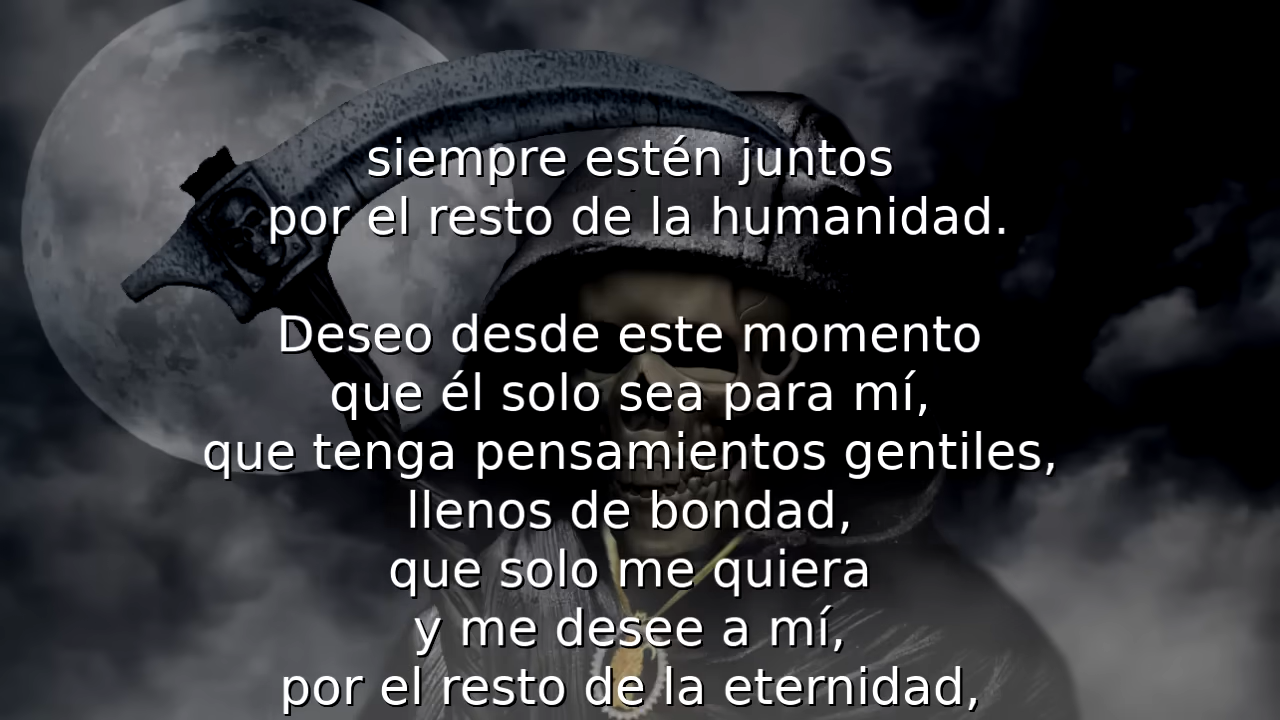 siempre estén juntos
por el resto de la humanidad.
Deseo desde este momento
que él solo sea para mí,
que tenga pensamientos gentiles,
llenos de bondad,
que solo me quiera
y me desee a mí,
por el resto de la eternidad,